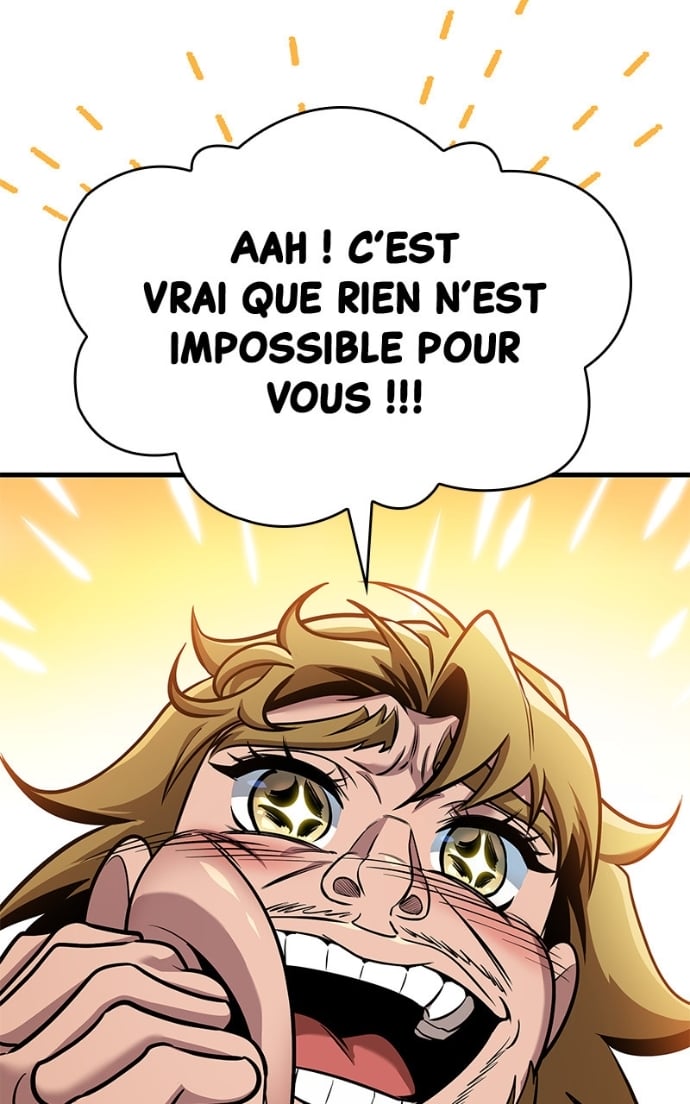 AAH ! C'EST
VRAI QUE RIEN N'EST
IMPOSSIBLE POUR
VOUS !!!